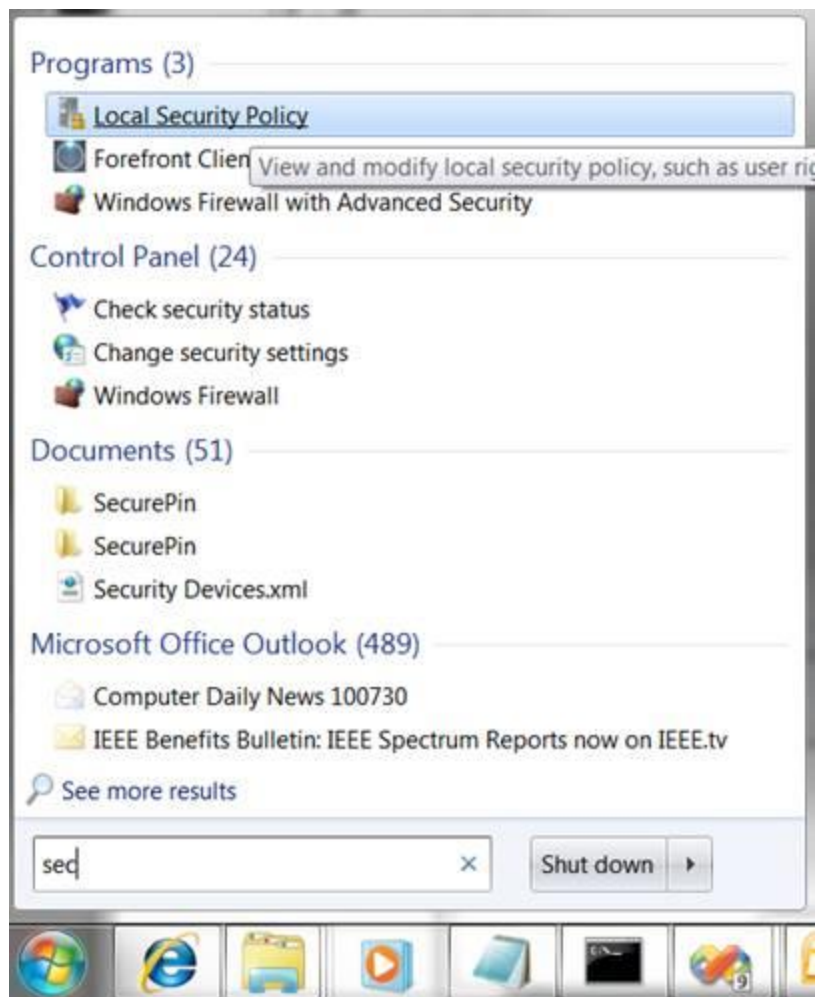 Programs (3)
Local Security Policy
Forefront Clien
View and modify local security policy, such as user rig
Windows Firewall with Advanced Security
Control Panel (24)
Check security status
Change security settings
Windows Firewall
Documents (51)
SecurePin
SecurePin
Security Devices.xml
Microsoft Office Outlook (489)
Computer Daily News 100730
IEEE Benefits Bulletin: IEEE Spectrum Reports now on IEEE.tv
See more results
sec
Shut down
9